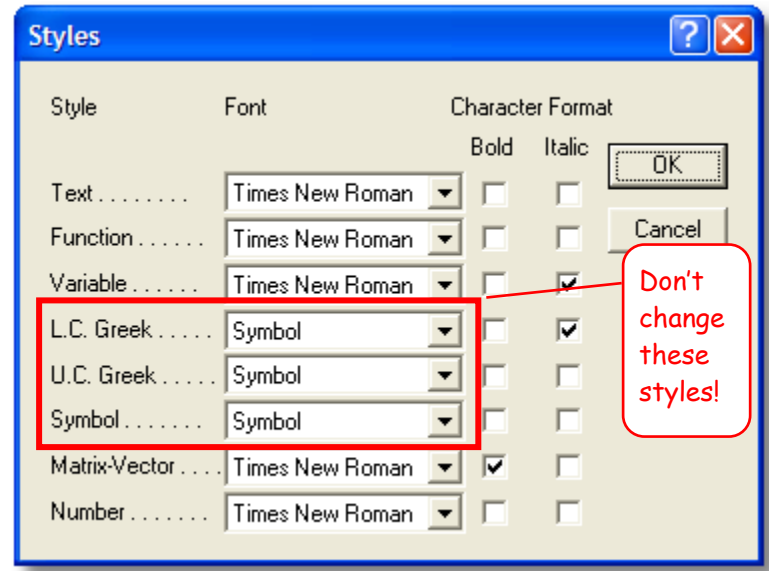 Styles
Style Font Character Format
Bold Italic
OK
Text . . . . . . . . Times New Roman
Cancel
Function . . . . . . Times New Roman
Variable . . . . . . Times New Roman
L.C. Greek . . . . . Symbol
U.C. Greek . . . . . Symbol
Symbol . . . . . . . Symbol
Matrix-Vector . . . . Times New Roman
Number . . . . . . . Times New Roman
Don't
change
these
styles!